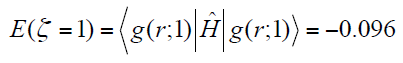 E(ζ = 1) = ⟨g(r;1)|Ĥ|g(r;1)⟩ = −0.096